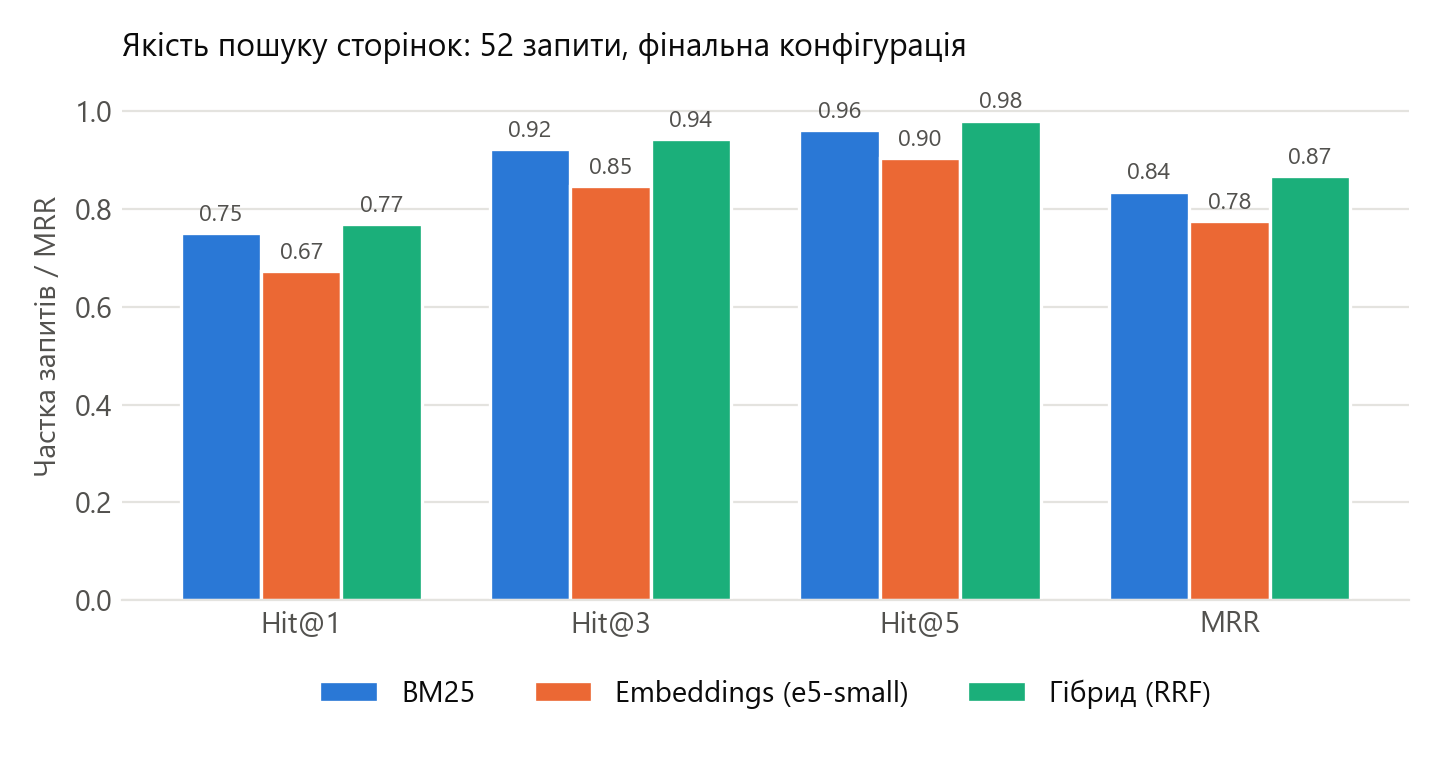 Якість пошуку сторінок: 52 запити, фінальна конфігурація
Частка запитів / MRR
1.0
0.8
0.6
0.4
0.2
0.0
0.75
0.67
0.77
0.92
0.85
0.94
0.96
0.90
0.98
0.84
0.78
0.87
Hit@1
Hit@3
Hit@5
MRR
BM25
Embeddings (e5-small)
Гібрид (RRF)